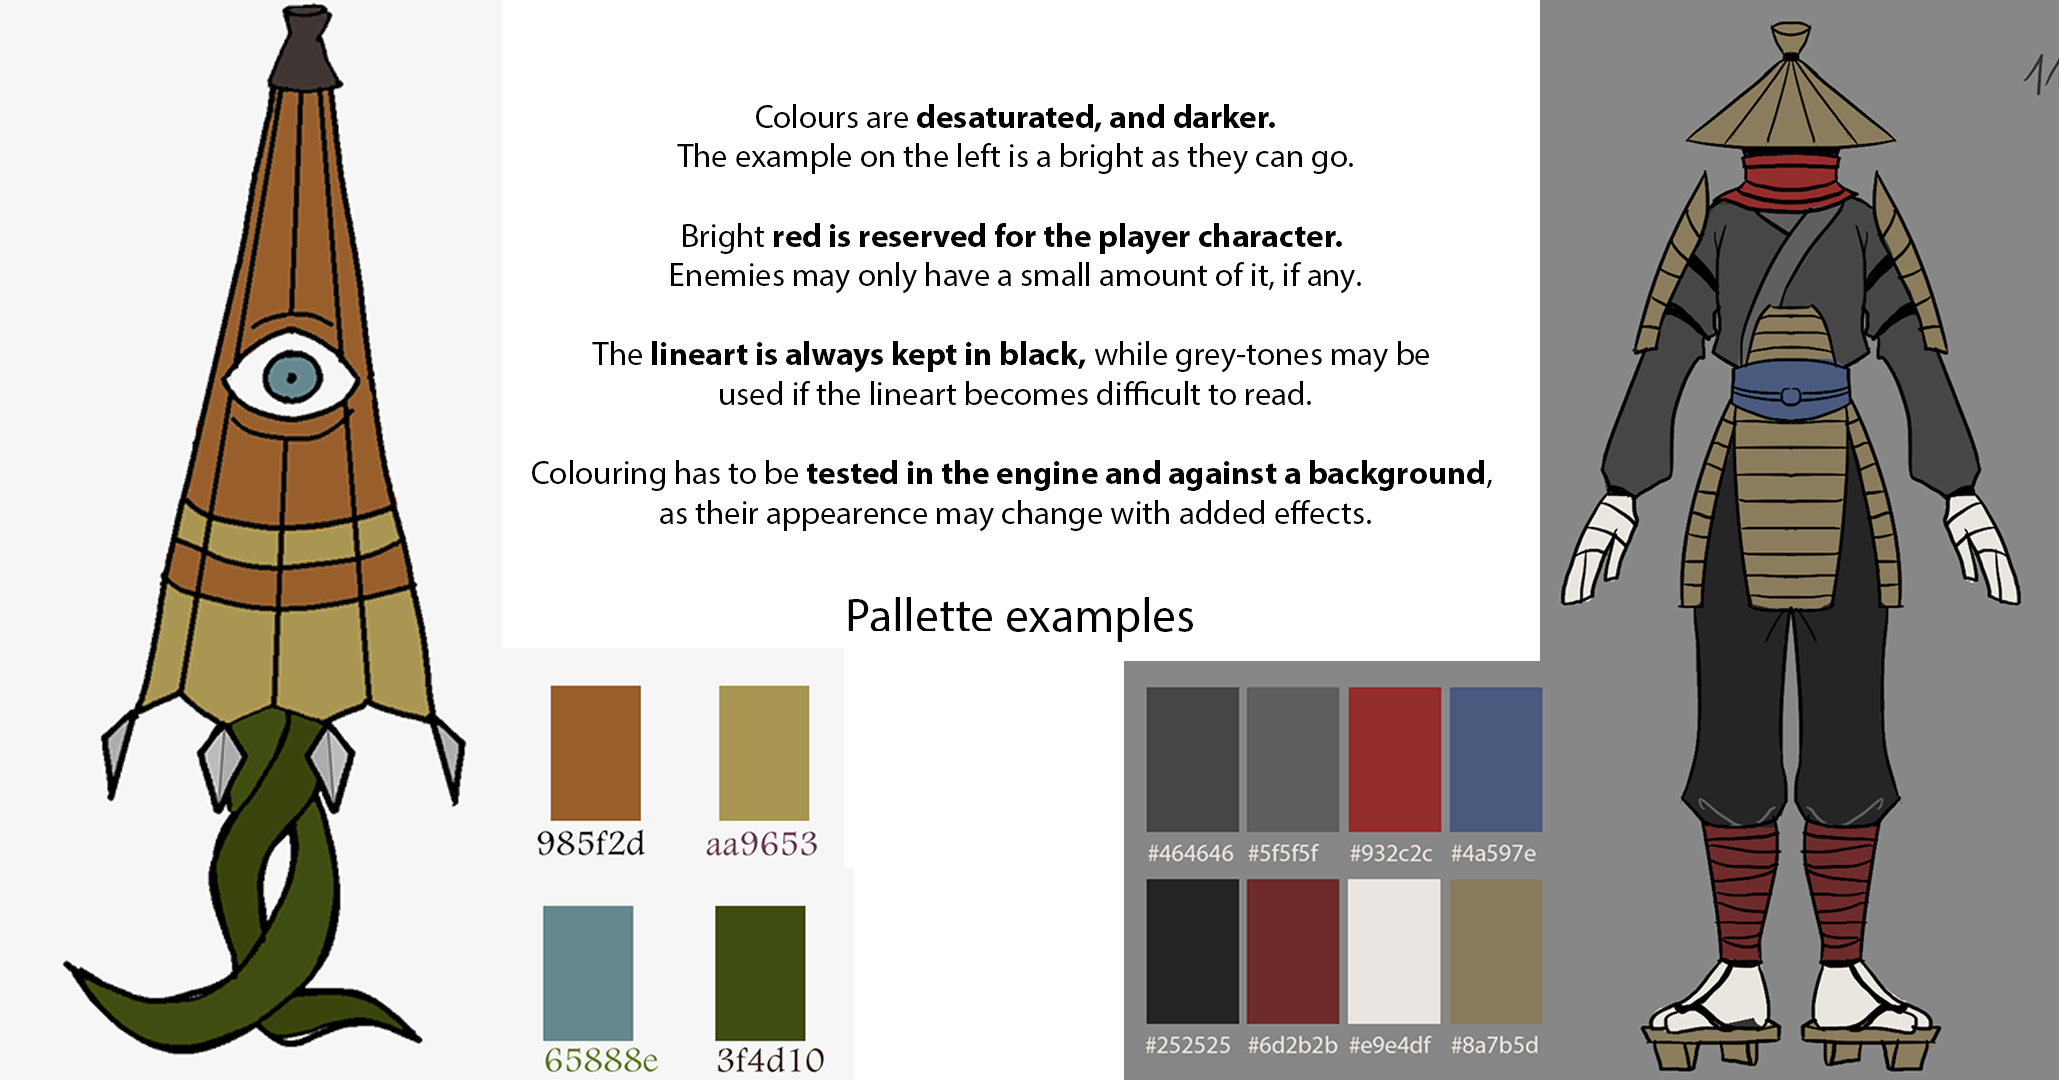 Colours are desaturated, and darker.
The example on the left is a bright as they can go.
Bright red is reserved for the player character.
Enemies may only have a small amount of it, if any.
The lineart is always kept in black, while grey-tones may be
used if the lineart becomes difficult to read.
Colouring has to be tested in the engine and against a background,
as their appearence may change with added effects.
Pallette examples
985f2d aa9653
65888e 3f4d10
#464646 #5f5f5f #932c2c #4a597e
#252525 #6d2b2b #e9e4df #8a7b5d